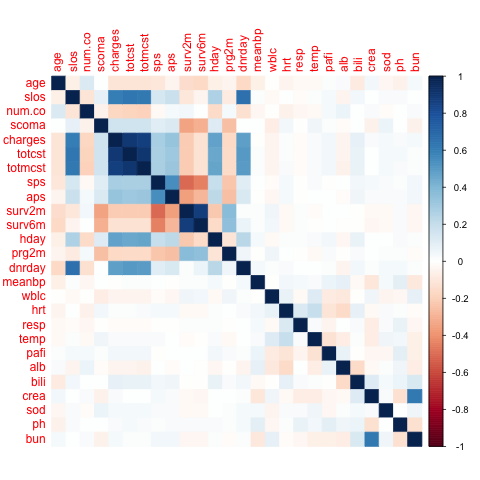 age slos num.co scoma charges totcst totmcst sps aps surv2m surv6m hday prg2m dnrday meanbp wblc hrt resp temp pafi alb bili crea sod ph bun
age
slos
num.co
scoma
charges
totcst
totmcst
sps
aps
surv2m
surv6m
hday
prg2m
dnrday
meanbp
wblc
hrt
resp
temp
pafi
alb
bili
crea
sod
ph
bun
1
0.8
0.6
0.4
0.2
0
-0.2
-0.4
-0.6
-0.8
-1